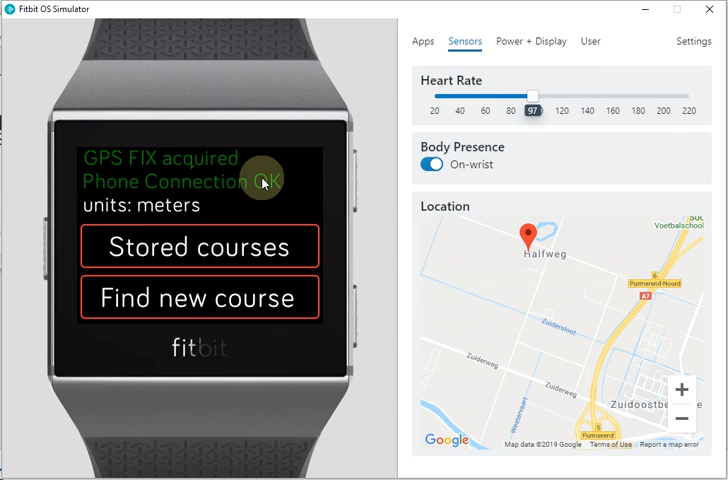 Fitbit OS Simulator
GPS FIX acquired
Phone Connection OK
units: meters
Stored courses
Find new course
fitbit
Apps Sensors Power + Display User Settings
Heart Rate
20 40 60 80 97 120 140 160 180 200 220
Body Presence
On-wrist
Location
Voetbalschool
Halfweg
6
Purmerend-Noord
A7
Zuidersloot
Zuiderweg
Zuiderweg
Westerkant
Zuidoostbe
5
Purmerend
+
−
Google
Map data ©2019 Google Terms of Use Report a map error